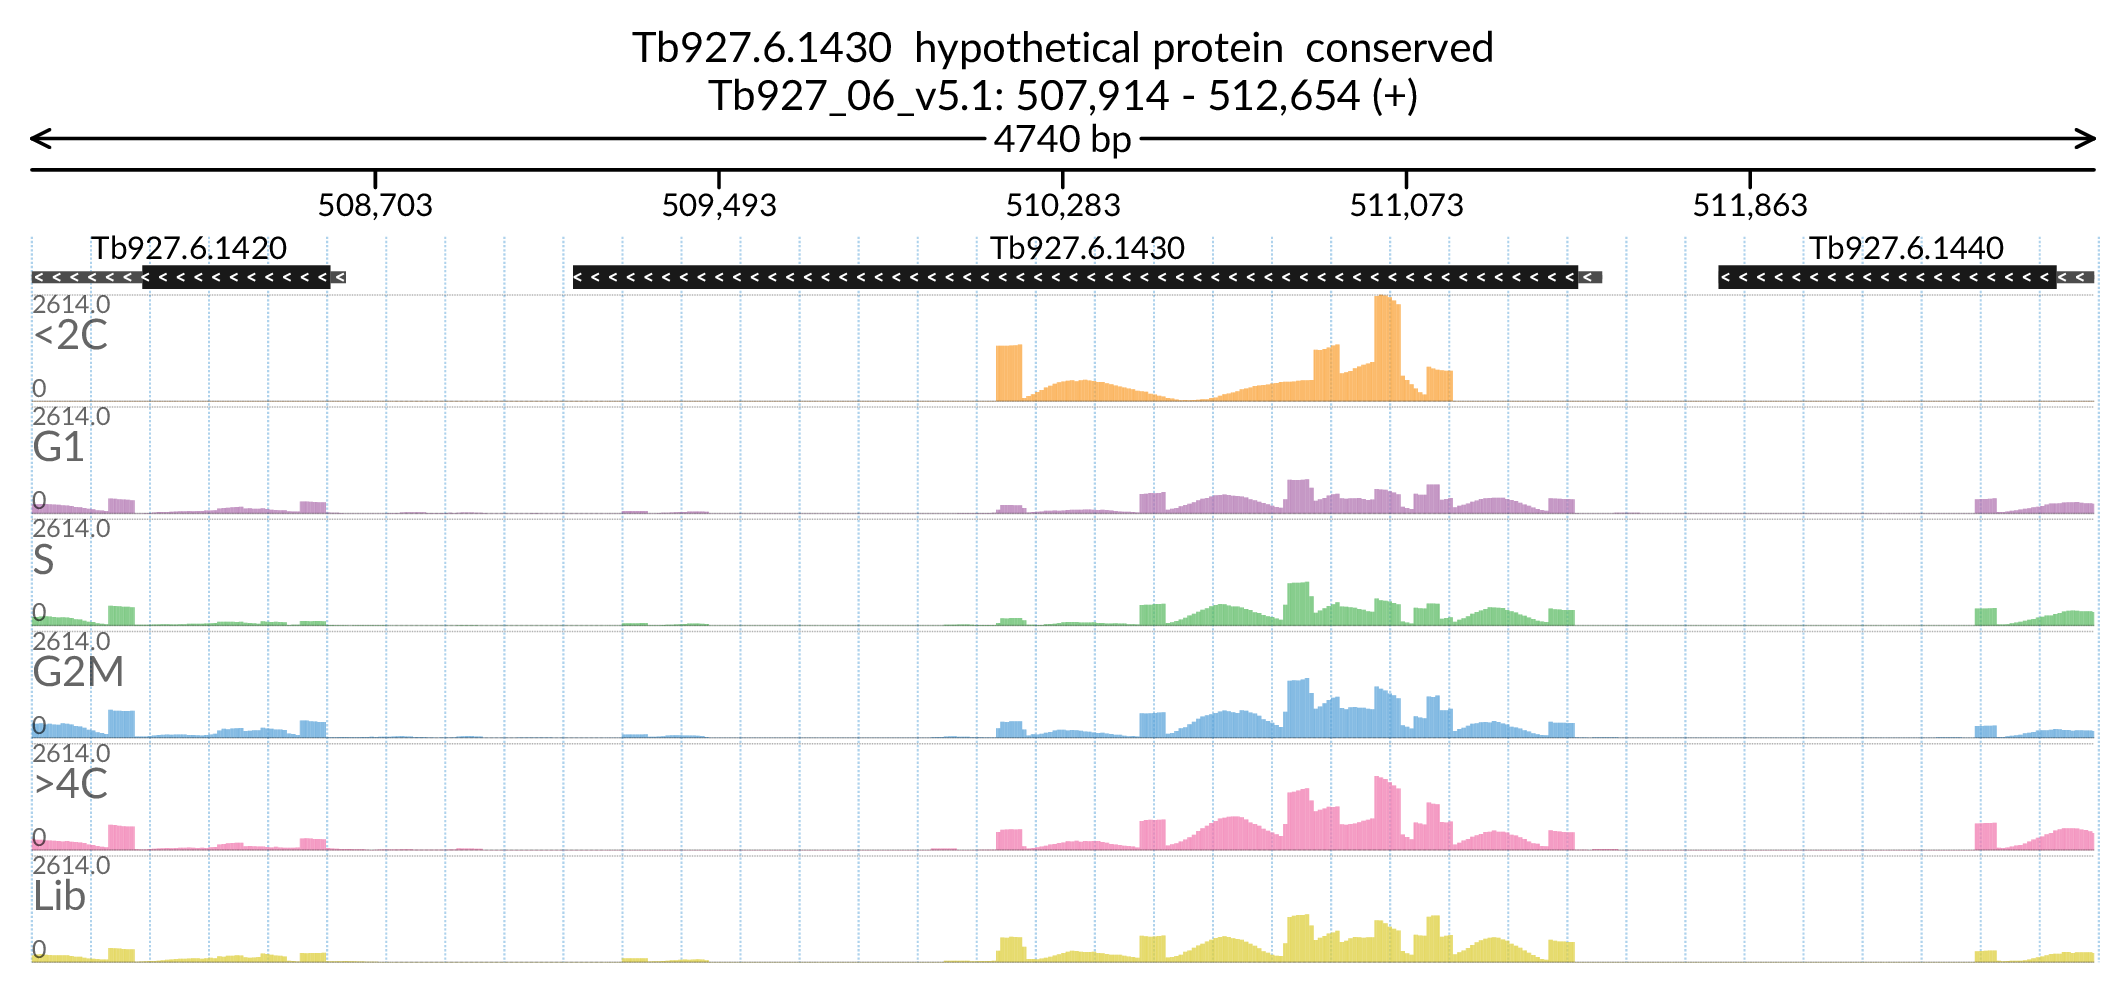 Tb927.6.1430  hypothetical protein  conserved
Tb927_06_v5.1: 507,914 - 512,654 (+)
4740 bp
508,703 509,493 510,283 511,073 511,863
Tb927.6.1420 Tb927.6.1430 Tb927.6.1440
2614.0
<2C
0
2614.0
G1
0
2614.0
S
0
2614.0
G2M
0
2614.0
>4C
0
2614.0
Lib
0